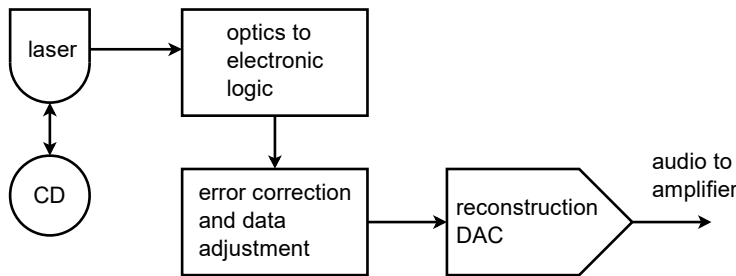 laser
optics to
electronic
logic
CD
error correction
and data
adjustment
reconstruction
DAC
audio to
amplifier